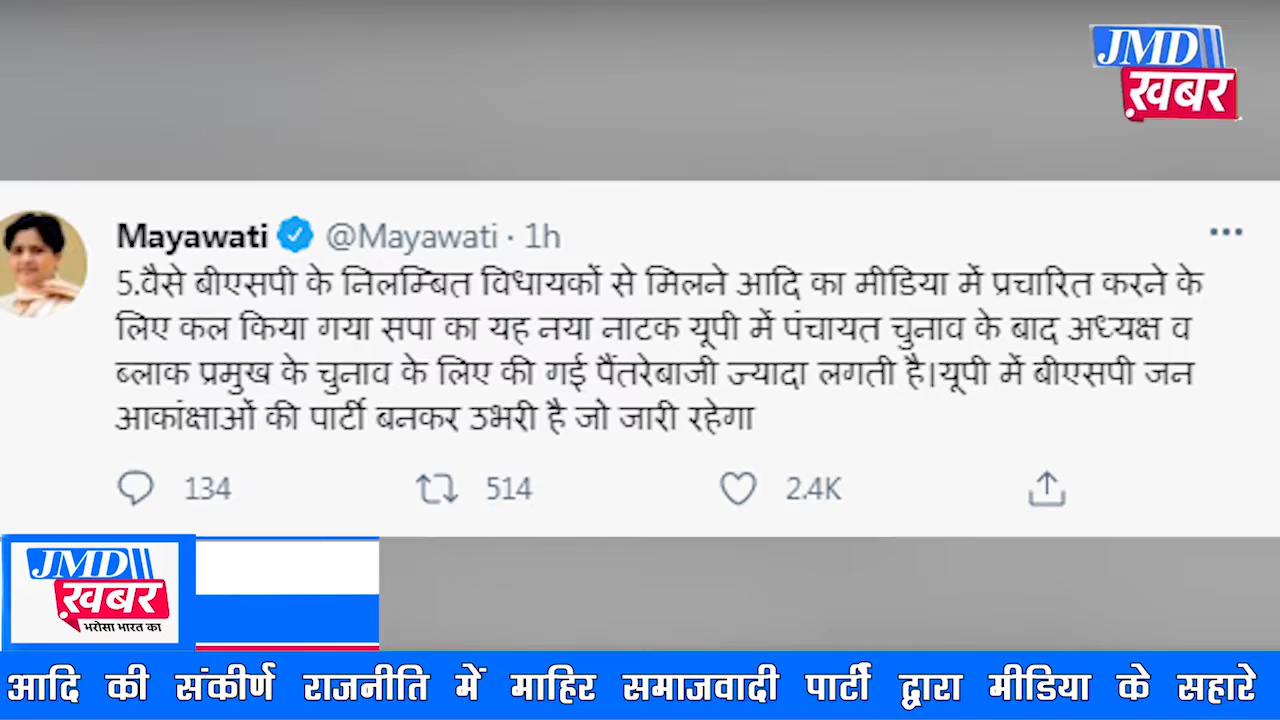 JMD
ख़बर
Mayawati @Mayawati · 1h
5.वैसे बीएसपी के निलम्बित विधायकों से मिलने आदि का मीडिया में प्रचारित करने के
लिए कल किया गया सपा का यह नया नाटक यूपी में पंचायत चुनाव के बाद अध्यक्ष व
ब्लाक प्रमुख के चुनाव के लिए की गई पैंतरेबाजी ज्यादा लगती है।यूपी में बीएसपी जन
आकांक्षाओं की पार्टी बनकर उभरी है जो जारी रहेगा
134 514 2.4K
JMD
ख़बर
भरोसा भारत का
आदि की संकीर्ण राजनीति में माहिर समाजवादी पार्टी द्वारा मीडिया के सहारे